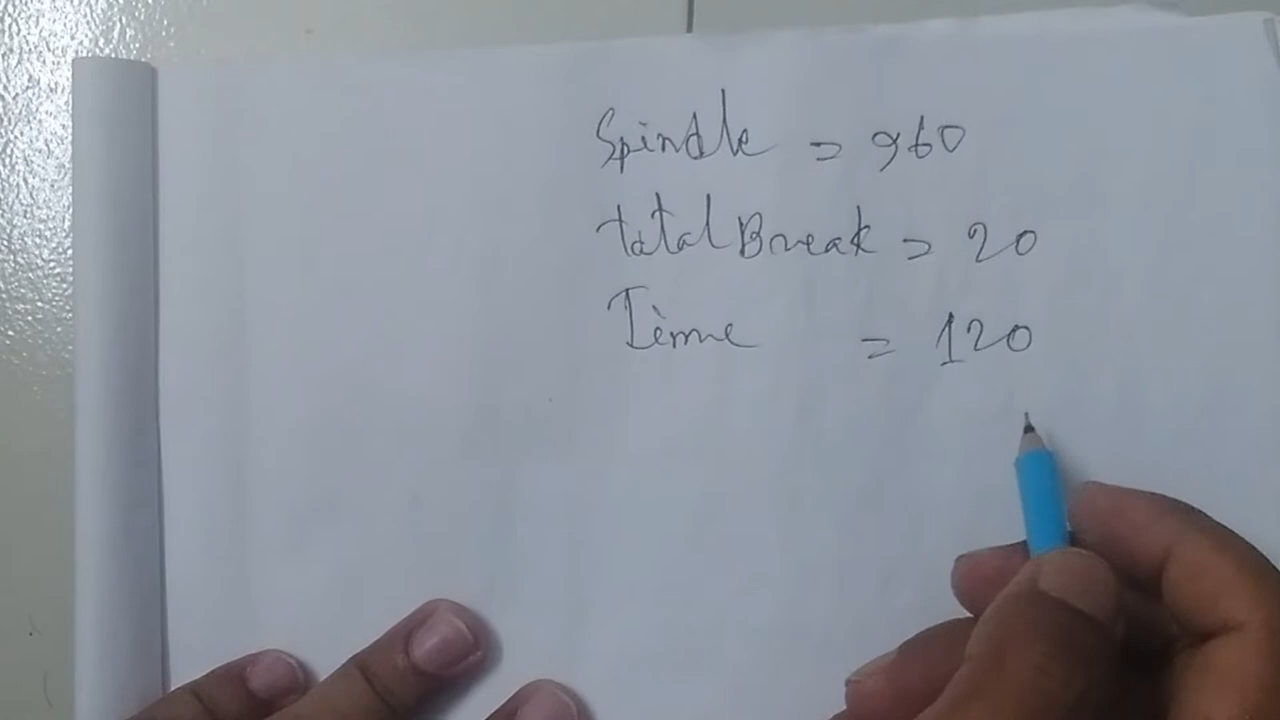 Spindle = 960
total Break = 20
Time = 120